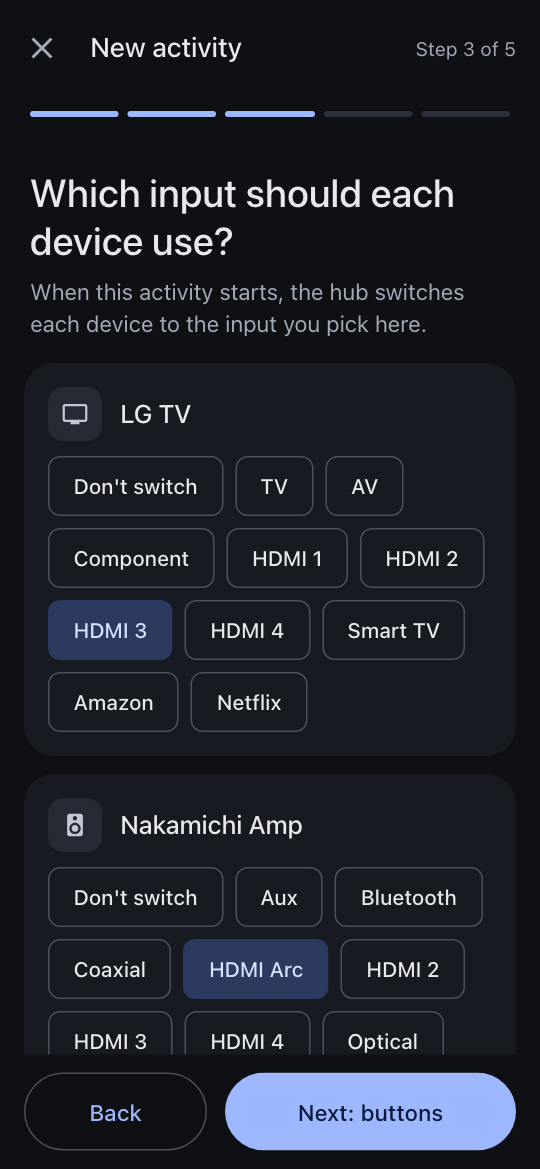 New activity
Step 3 of 5
Which input should each
device use?
When this activity starts, the hub switches
each device to the input you pick here.
LG TV
Don't switch
TV
AV
Component
HDMI 1
HDMI 2
HDMI 3
HDMI 4
Smart TV
Amazon
Netflix
Nakamichi Amp
Don't switch
Aux
Bluetooth
Coaxial
HDMI Arc
HDMI 2
HDMI 3
HDMI 4
Optical
Back
Next: buttons